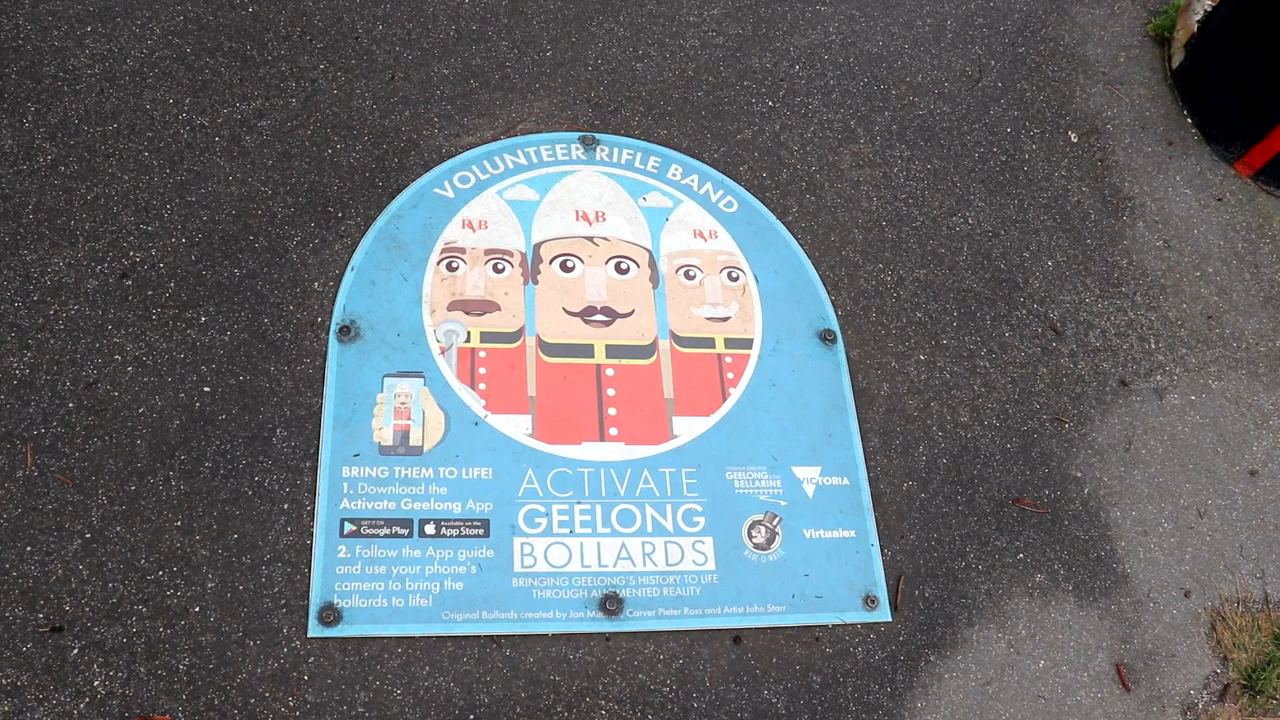 VOLUNTEER RIFLE BAND
RVB
RVB
RVB
BRING THEM TO LIFE!
1. Download the
Activate Geelong App
GET IT ON
Google Play
Available on the
App Store
2. Follow the App guide
and use your phone's
camera to bring the
bollards to life!
ACTIVATE
GEELONG
BOLLARDS
BRINGING GEELONG'S HISTORY TO LIFE
THROUGH AUGMENTED REALITY
GEELONG &
BELLARINE
VICTORIA
Virtualex
Original Bollards created by Jan Carver Pieter Ross and Artist John Starr